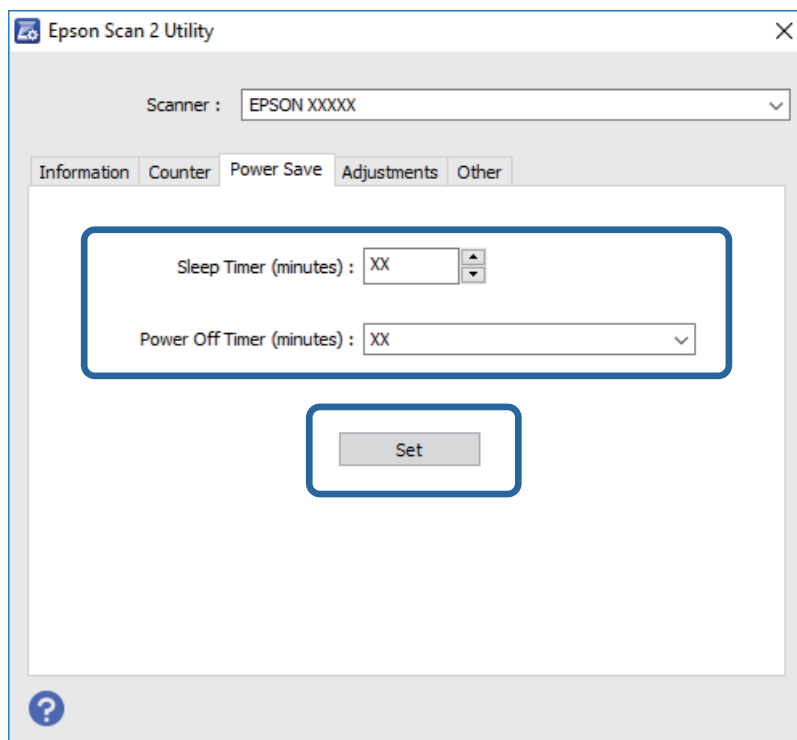 Epson Scan 2 Utility
Scanner : EPSON XXXXX
Information Counter Power Save Adjustments Other
Sleep Timer (minutes) : XX
Power Off Timer (minutes) : XX
Set
?